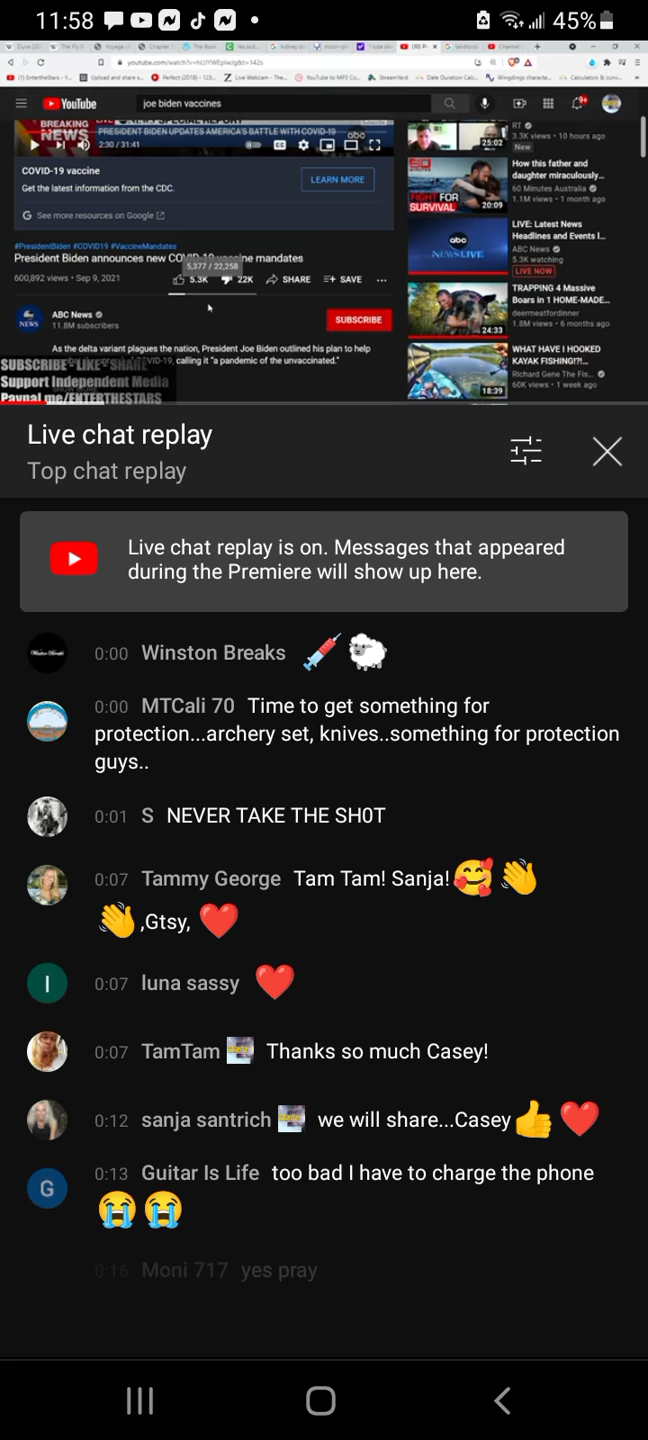 11:58
45%
youtube.com/watch?v=
YouTube
joe biden vaccines
9+
BREAKING
NEWS
SPECIAL REPORT
PRESIDENT BIDEN UPDATES AMERICA'S BATTLE WITH COVID-19
abc
2:30 / 31:41
COVID-19 vaccine
Get the latest information from the CDC.
LEARN MORE
See more resources on Google
#PresidentBiden #COVID19 #VaccineMandates
President Biden announces new COVID-19 vaccine mandates
5,377 / 22,258
600,892 views • Sep 9, 2021
5.3K
22K
SHARE
SAVE
ABC News
11.8M subscribers
SUBSCRIBE
As the delta variant plagues the nation, President Joe Biden outlined his plan to help
COVID-19, calling it "a pandemic of the unvaccinated."
SUBSCRIBE-LIKE-SHARE
Support Independent Media
Paypal.me/ENTERTHESTARS
RT
3.3K views • 10 hours ago
New
25:02
How this father and
daughter miraculously...
60 Minutes Australia
1.1M views • 1 month ago
60 MINUTES
FIGHT FOR
SURVIVAL
20:09
LIVE: Latest News
Headlines and Events l...
ABC News
5.3K watching
LIVE NOW
abc
NEWS LIVE
TRAPPING 4 Massive
Boars in 1 HOME-MADE...
deermeatfordinner
1.8M views • 6 months ago
24:33
WHAT HAVE I HOOKED
KAYAK FISHING!?...
Richard Gene The Fis...
60K views • 1 week ago
18:39
Live chat replay
Top chat replay
Live chat replay is on. Messages that appeared
during the Premiere will show up here.
0:00 Winston Breaks 💉🐑
0:00 MTCali 70 Time to get something for
protection...archery set, knives..something for protection
guys..
0:01 S NEVER TAKE THE SH0T
0:07 Tammy George Tam Tam! Sanja!🥰👋
👋,Gtsy, ❤️
l
0:07 luna sassy ❤️
0:07 TamTam Thanks so much Casey!
0:12 sanja santrich we will share...Casey👍❤️
G
0:13 Guitar Is Life too bad I have to charge the phone
😭😭
0:16 Moni 717 yes pray